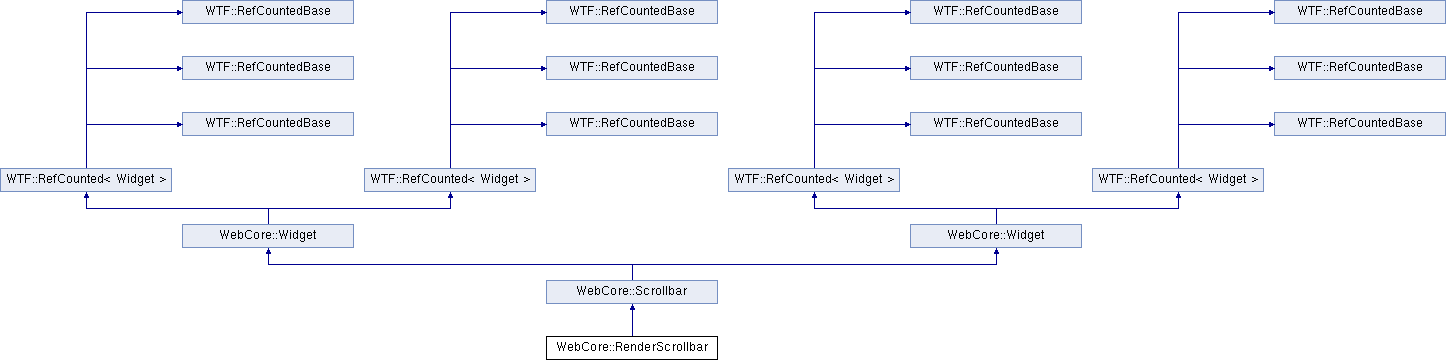 WTF::RefCountedBase WTF::RefCountedBase WTF::RefCountedBase WTF::RefCountedBase
WTF::RefCountedBase WTF::RefCountedBase WTF::RefCountedBase WTF::RefCountedBase
WTF::RefCountedBase WTF::RefCountedBase WTF::RefCountedBase WTF::RefCountedBase
WTF::RefCounted< Widget > WTF::RefCounted< Widget > WTF::RefCounted< Widget > WTF::RefCounted< Widget >
WebCore::Widget WebCore::Widget
WebCore::Scrollbar
WebCore::RenderScrollbar